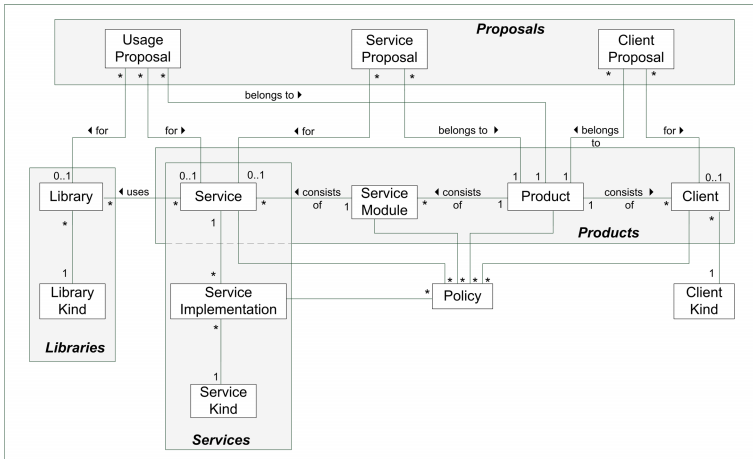 Proposals
Usage
Proposal
Service
Proposal
Client
Proposal
* * *
* *
* *
belongs to ▶
◀ for
for ▶
◀ for
belongs to ▶
◀ belongs
to
for ▶
0..1
0..1
0..1
1 1 1
0..1
Library
* ◀ uses *
Service
* ◀ consists
of 1
Service
Module
* ◀ consists
of 1
Product
1 consists ▶
of *
Client
Products
*
1
*
1
Library
Kind
*
Service
Implementation
*
* * * *
Policy
1
Client
Kind
*
1
Libraries
Service
Kind
Services